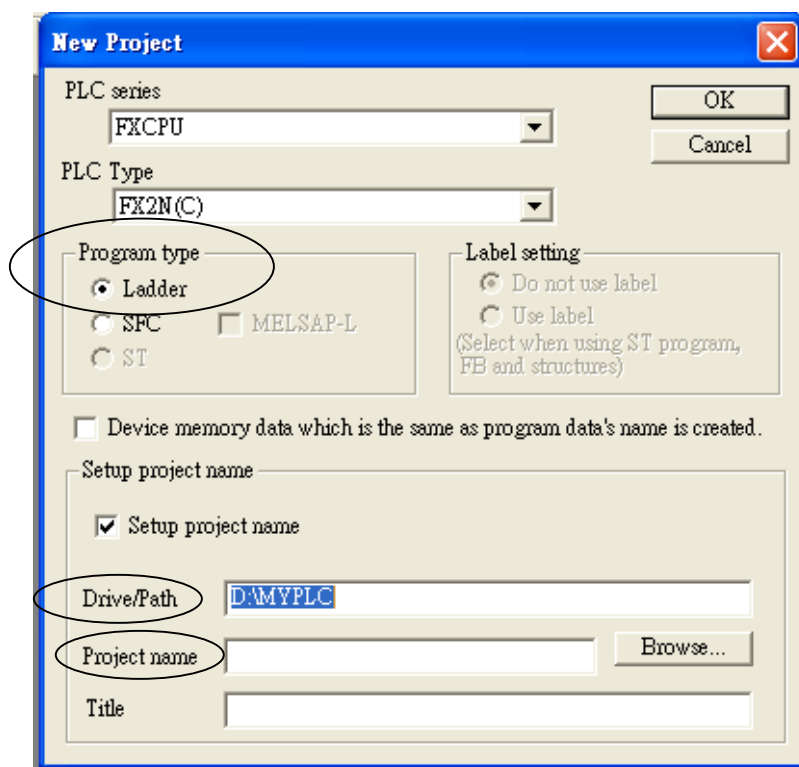 New Project
PLC series
FXCPU
OK
Cancel
PLC Type
FX2N(C)
Program type
Ladder
SFC
MELSAP-L
ST
Label setting
Do not use label
Use label
(Select when using ST program,
FB and structures)
Device memory data which is the same as program data's name is created.
Setup project name
Setup project name
Drive/Path
D:\MYPLC
Project name
Browse...
Title